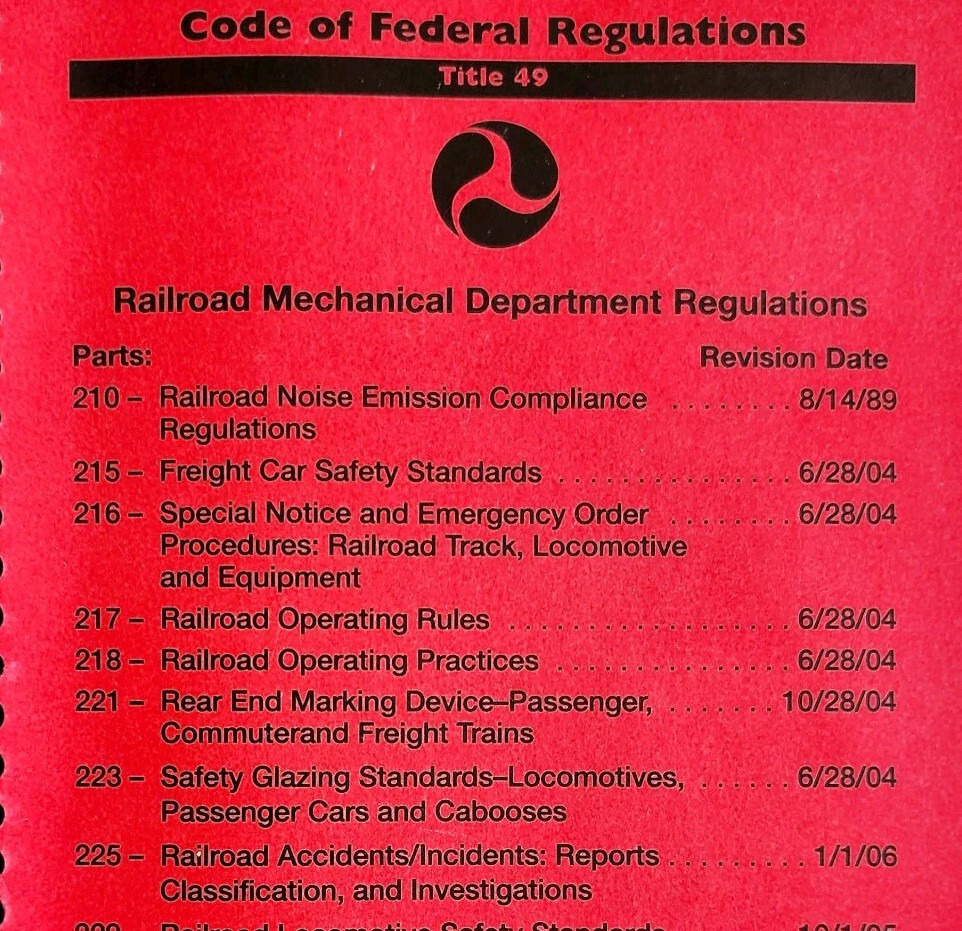 Code of Federal Regulations
Title 49
Railroad Mechanical Department Regulations
Parts: Revision Date
210 – Railroad Noise Emission Compliance ........ 8/14/89
Regulations
215 – Freight Car Safety Standards ............... 6/28/04
216 – Special Notice and Emergency Order ........ 6/28/04
Procedures: Railroad Track, Locomotive
and Equipment
217 – Railroad Operating Rules .................. 6/28/04
218 – Railroad Operating Practices ............... 6/28/04
221 – Rear End Marking Device–Passenger, ....... 10/28/04
Commuterand Freight Trains
223 – Safety Glazing Standards–Locomotives, ...... 6/28/04
Passenger Cars and Cabooses
225 – Railroad Accidents/Incidents: Reports ......... 1/1/06
Classification, and Investigations
Railroad Locomotive Safety Standards